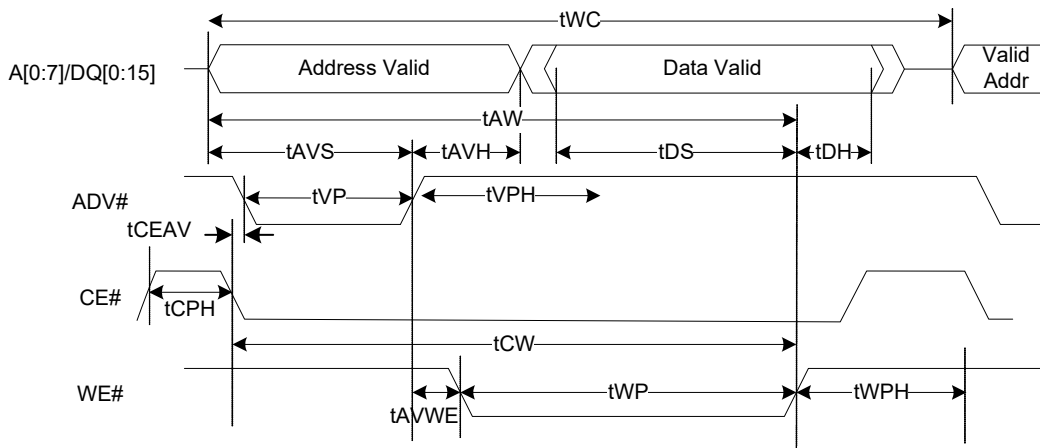 tWC
A[0:7]/DQ[0:15]
Address Valid
Data Valid
Valid
Addr
tAW
tAVS
tAVH
tDS
tDH
ADV#
tVP
tVPH
tCEAV
CE#
tCPH
tCW
WE#
tAVWE
tWP
tWPH